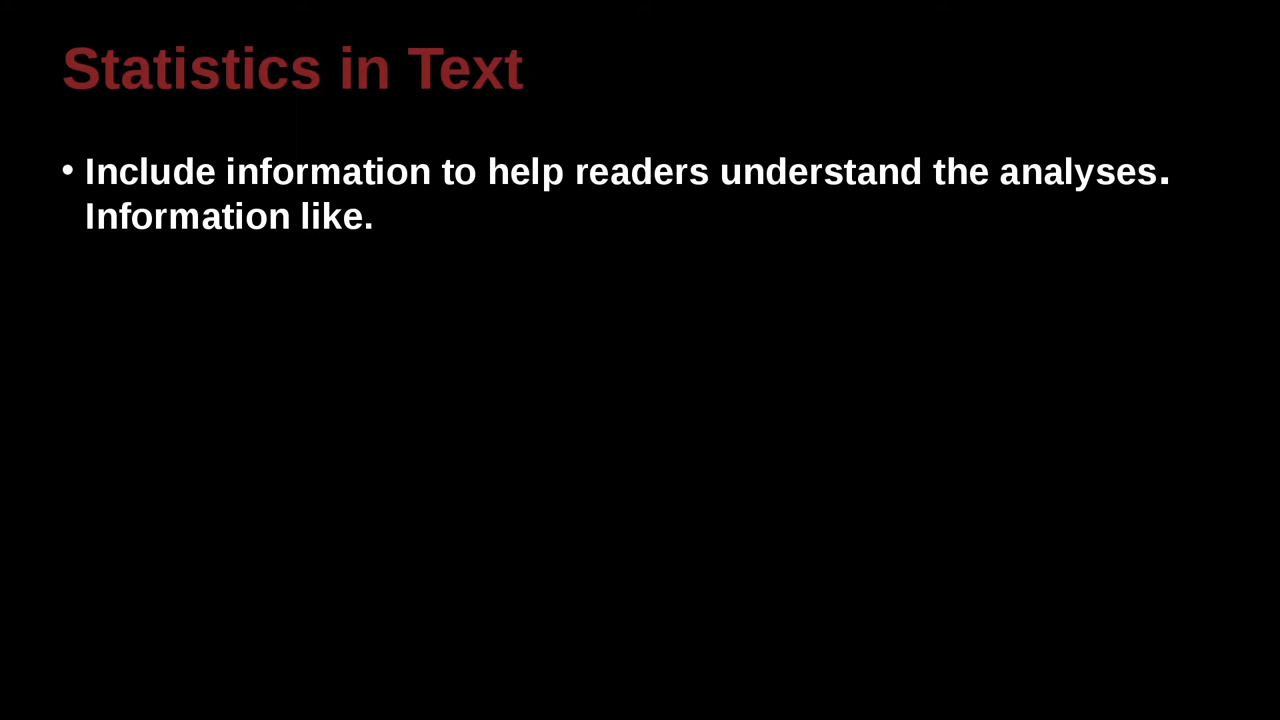 Statistics in Text
• Include information to help readers understand the analyses.
Information like.